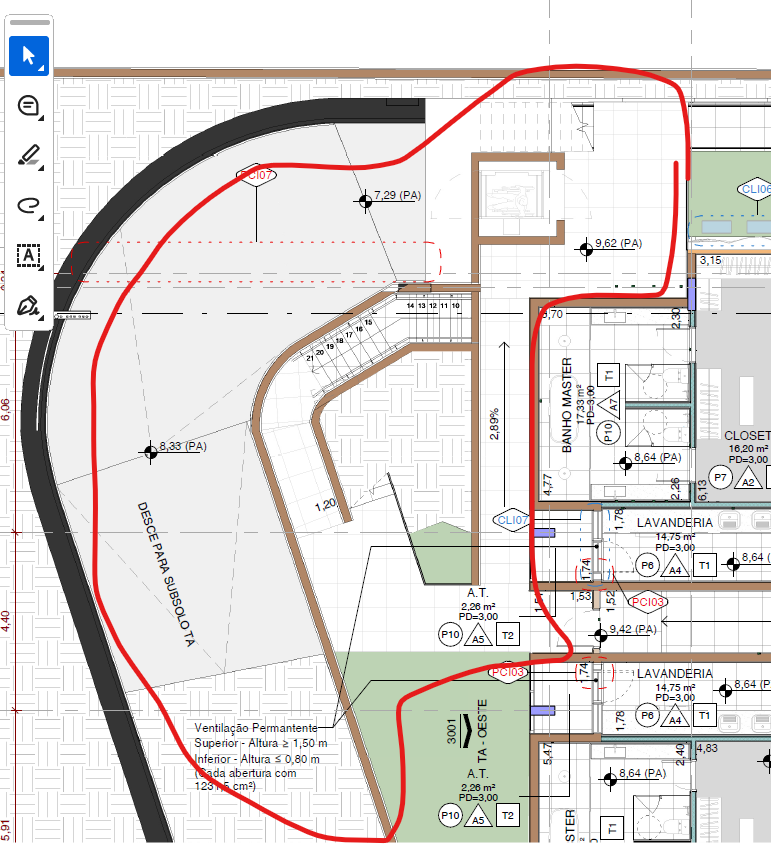 PCI07
7,29 (PA)
CLI06
9,62 (PA)
3,15
3,70
2,30
14 13 12 11 10
15
16
17
18
19
20
21
6,06
2,89%
BANHO MASTER
17,33 m²
PD=3,00
T1
A7
P10
8,64 (PA)
CLOSET
16,20 m²
PD=3,00
P7
A2
8,33 (PA)
4,77
2,26
6,13
1,20
DESCE PARA SUBSOLO TA
CLI07
1,78
LAVANDERIA
14,75 m²
PD=3,00
P6
A4
T1
8,64 (
1,74
A.T.
2,26 m²
PD=3,00
P10
A5
T2
1,53
1,52
PCI03
9,42 (PA)
4,40
PCI03
1,74
LAVANDERIA
14,75 m²
PD=3,00
P6
A4
T1
8,64 (P
1,78
Ventilação Permantente
Superior - Altura ≥ 1,50 m
Inferior - Altura ≤ 0,80 m
(Cada abertura com
1231,5 cm²)
3001
TA - OESTE
A.T.
2,26 m²
PD=3,00
P10
A5
T2
5,47
2,40
4,83
8,64 (PA)
STER
T1
5,91